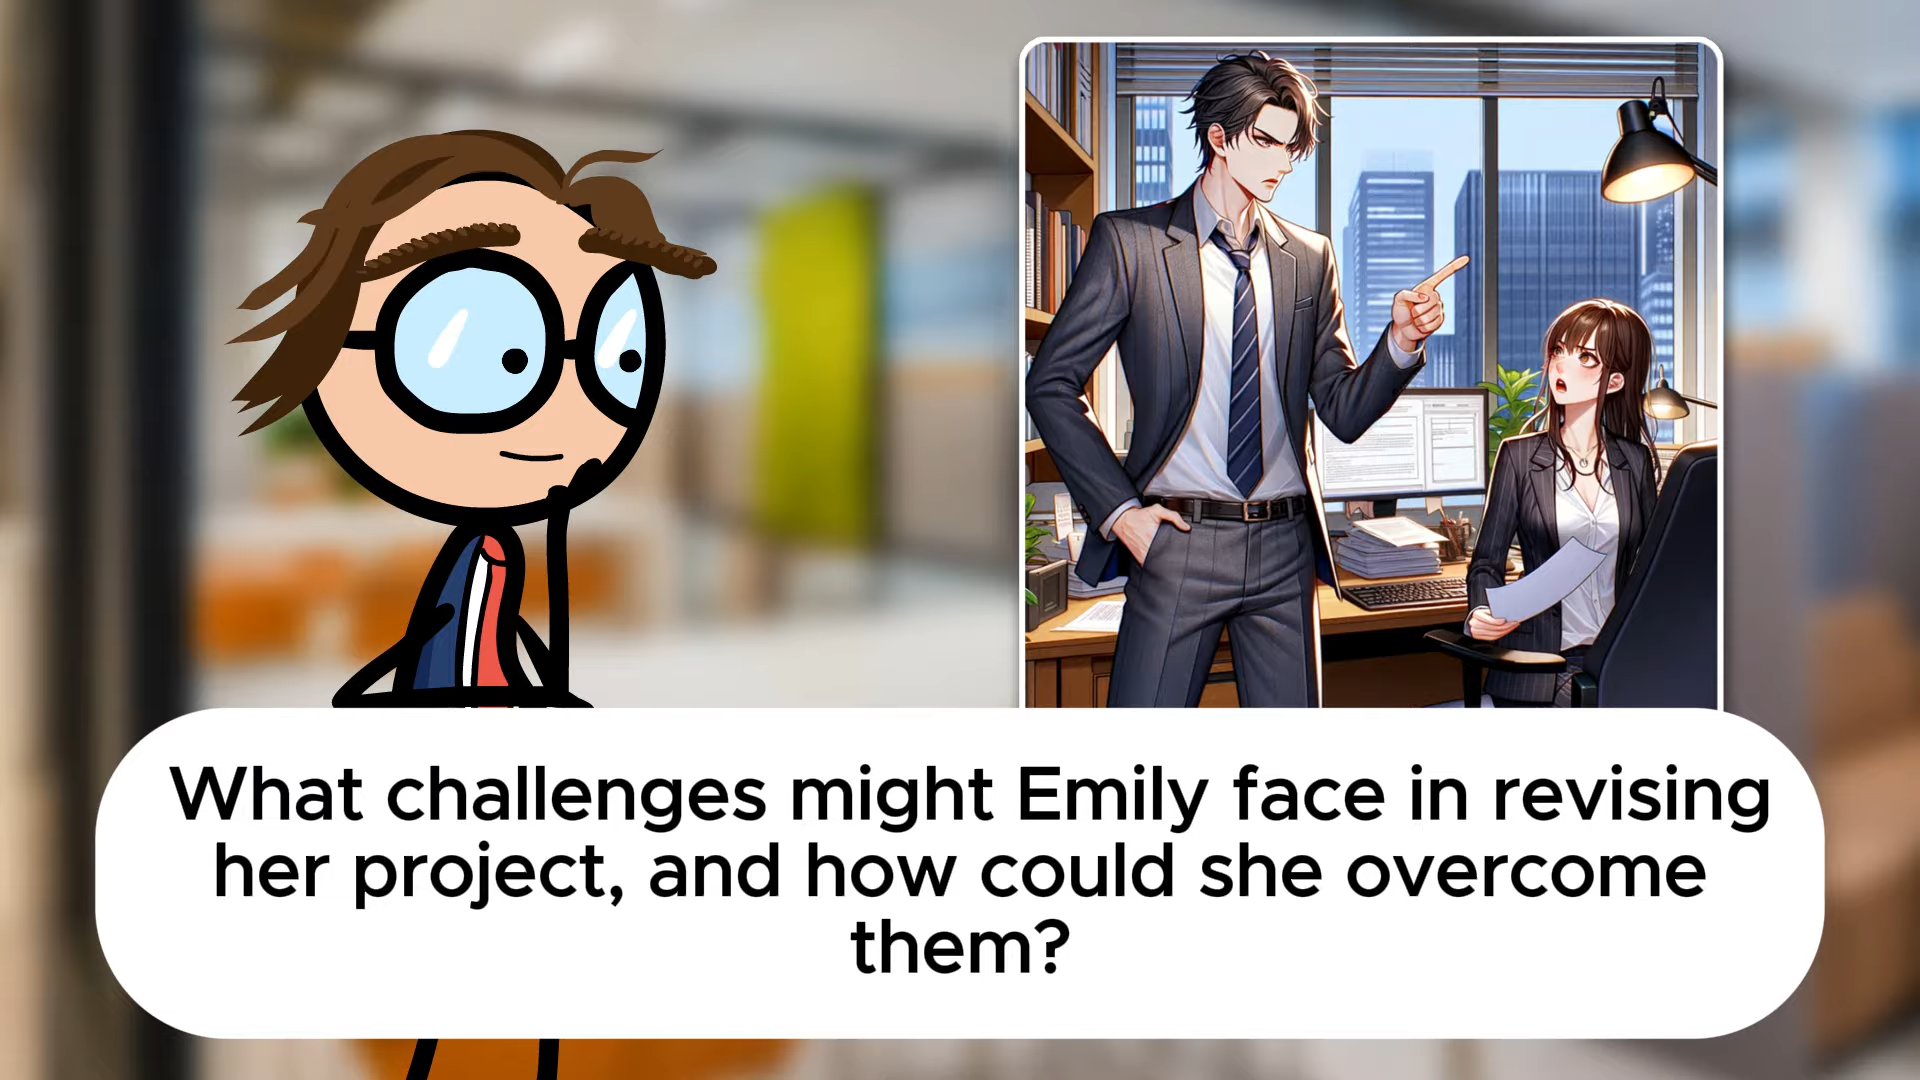 What challenges might Emily face in revising
her project, and how could she overcome
them?